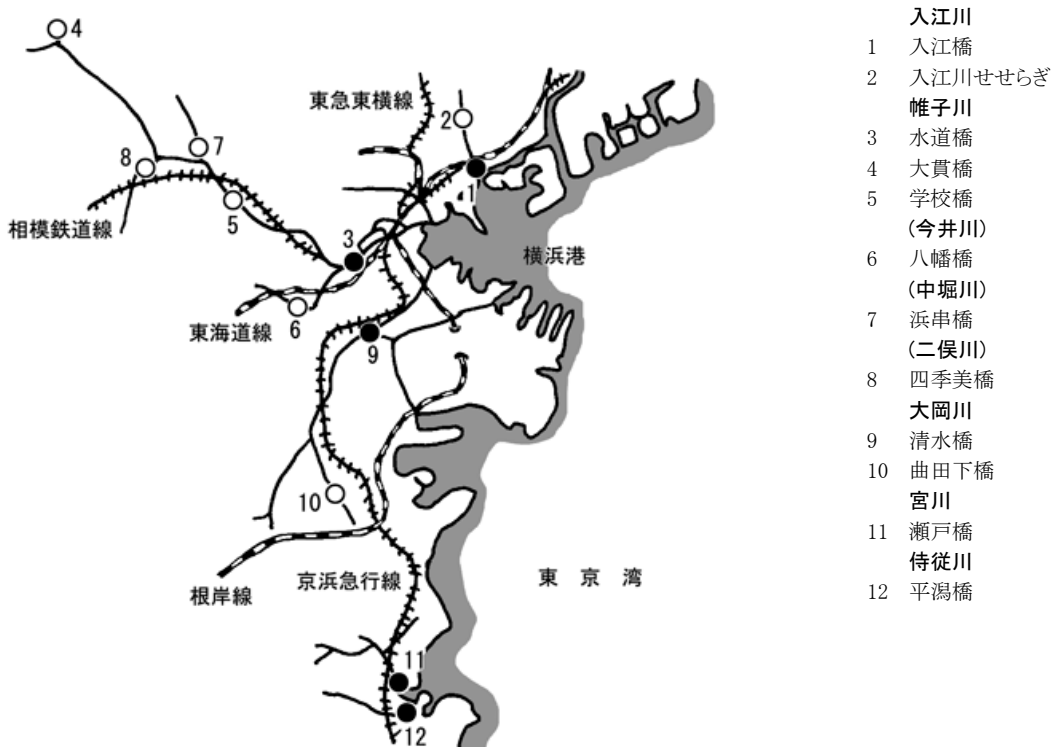 4
東急東横線
2
7
8
1
5
相模鉄道線
3
横浜港
東海道線
6
9
10
根岸線
京浜急行線
東 京 湾
11
12
入江川
1 入江橋
2 入江川せせらぎ
帷子川
3 水道橋
4 大貫橋
5 学校橋
(今井川)
6 八幡橋
(中堀川)
7 浜串橋
(二俣川)
8 四季美橋
大岡川
9 清水橋
10 曲田下橋
宮川
11 瀬戸橋
侍従川
12 平潟橋